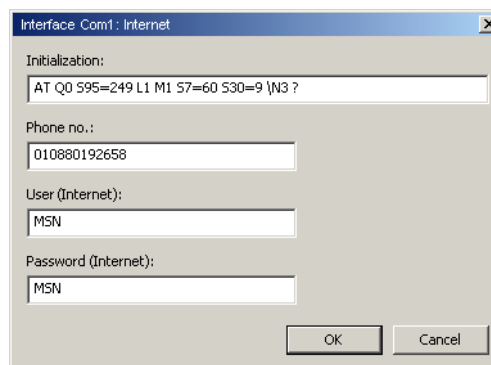 Interface Com1: Internet
Initialization:
AT Q0 S95=249 L1 M1 S7=60 S30=9 \N3 ?
Phone no.:
010880192658
User (Internet):
MSN
Password (Internet):
MSN
OK Cancel